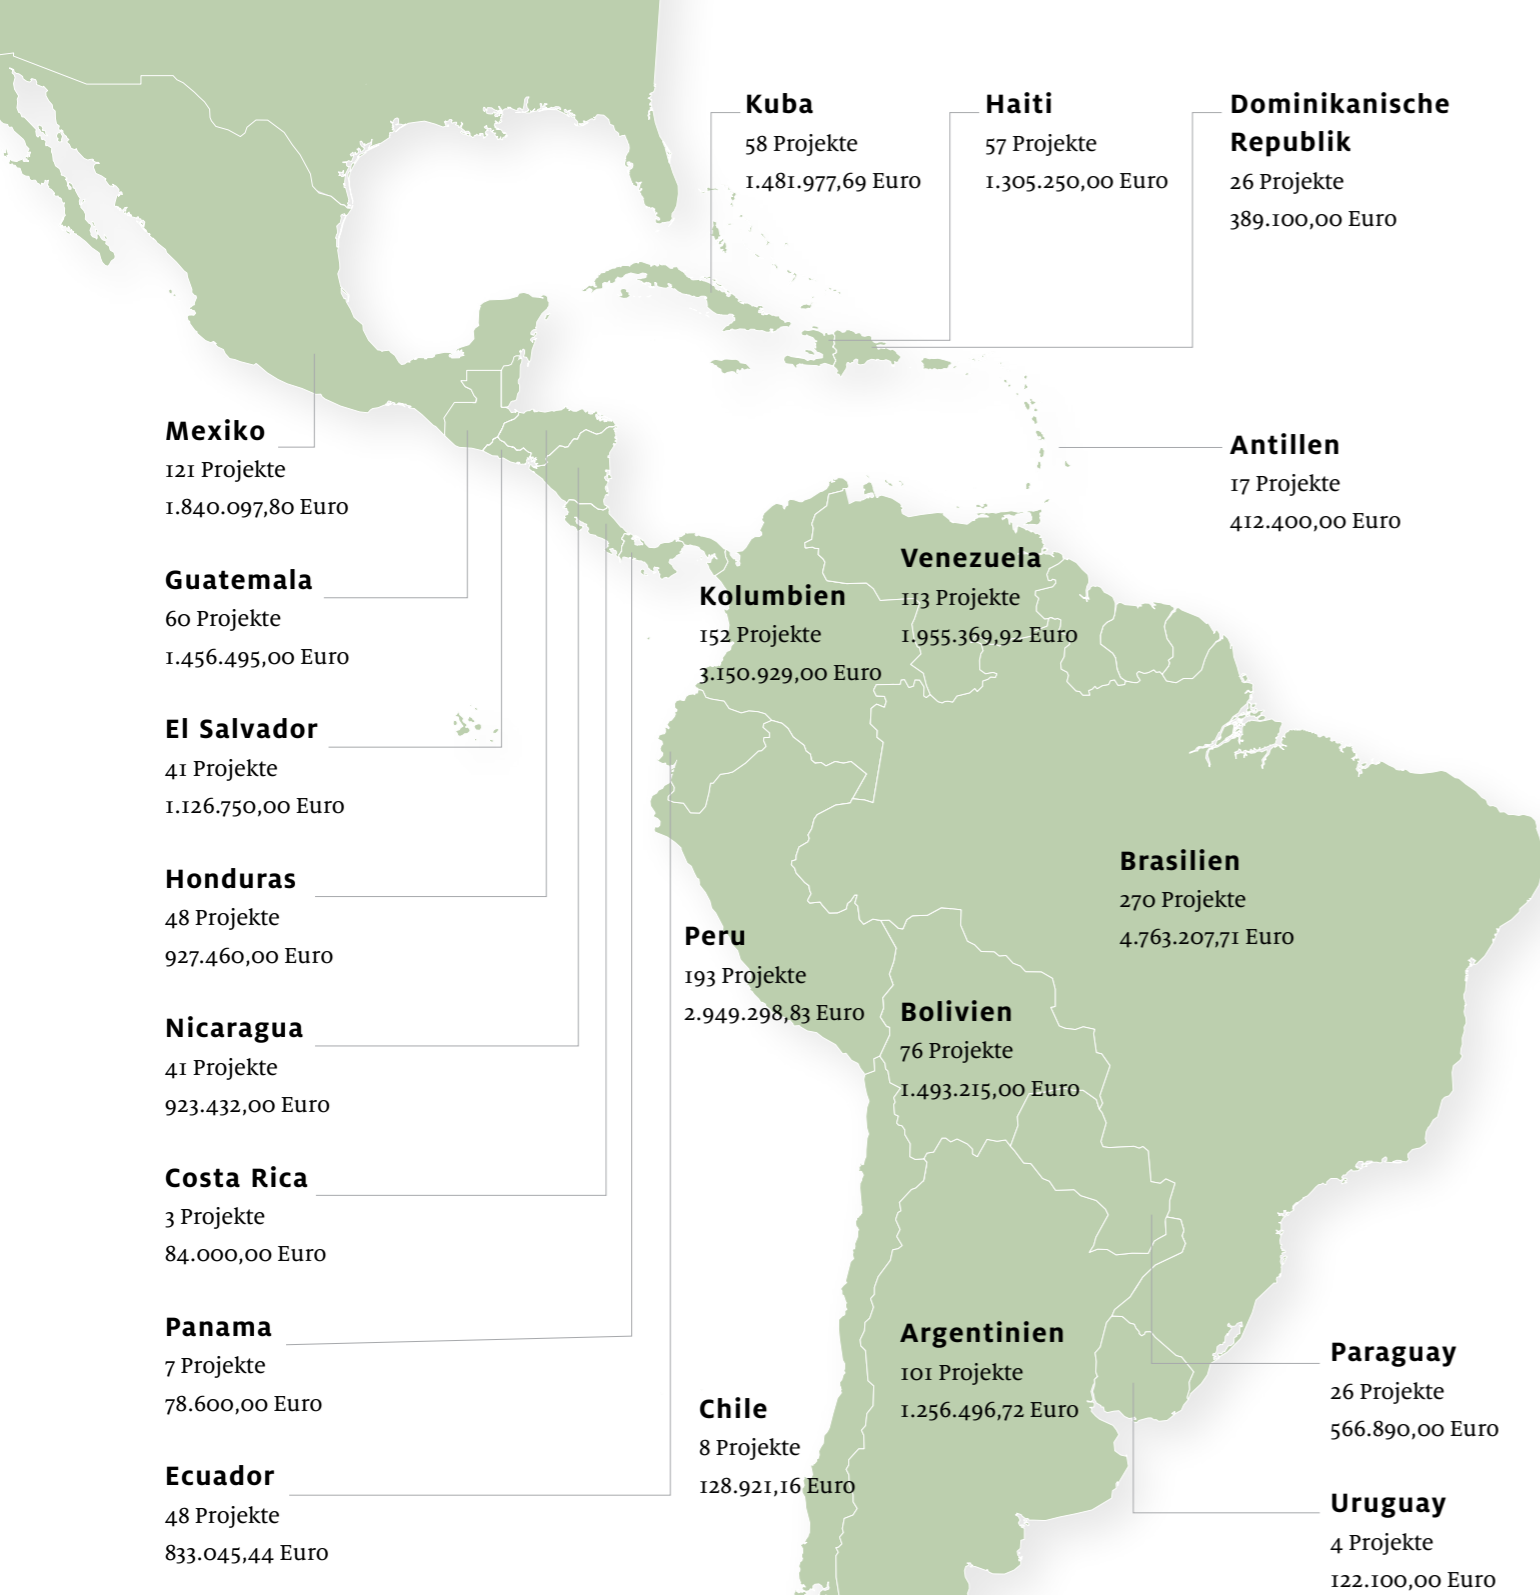 Kuba
58 Projekte
1.481.977,69 Euro
Haiti
57 Projekte
1.305.250,00 Euro
Dominikanische
Republik
26 Projekte
389.100,00 Euro
Mexiko
121 Projekte
1.840.097,80 Euro
Antillen
17 Projekte
412.400,00 Euro
Guatemala
60 Projekte
1.456.495,00 Euro
Kolumbien
152 Projekte
3.150.929,00 Euro
Venezuela
113 Projekte
1.955.369,92 Euro
El Salvador
41 Projekte
1.126.750,00 Euro
Honduras
48 Projekte
927.460,00 Euro
Brasilien
270 Projekte
4.763.207,71 Euro
Peru
193 Projekte
2.949.298,83 Euro
Bolivien
76 Projekte
1.493.215,00 Euro
Nicaragua
41 Projekte
923.432,00 Euro
Costa Rica
3 Projekte
84.000,00 Euro
Panama
7 Projekte
78.600,00 Euro
Argentinien
101 Projekte
1.256.496,72 Euro
Paraguay
26 Projekte
566.890,00 Euro
Chile
8 Projekte
128.921,16 Euro
Ecuador
48 Projekte
833.045,44 Euro
Uruguay
4 Projekte
122.100,00 Euro